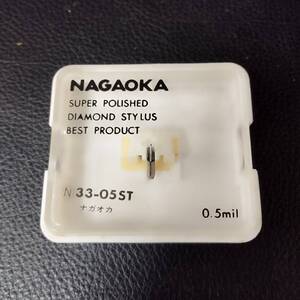 NAGAOKA
SUPER POLISHED
DIAMOND STYLUS
BEST PRODUCT
N 33-05ST
ナガオカ
0.5mil